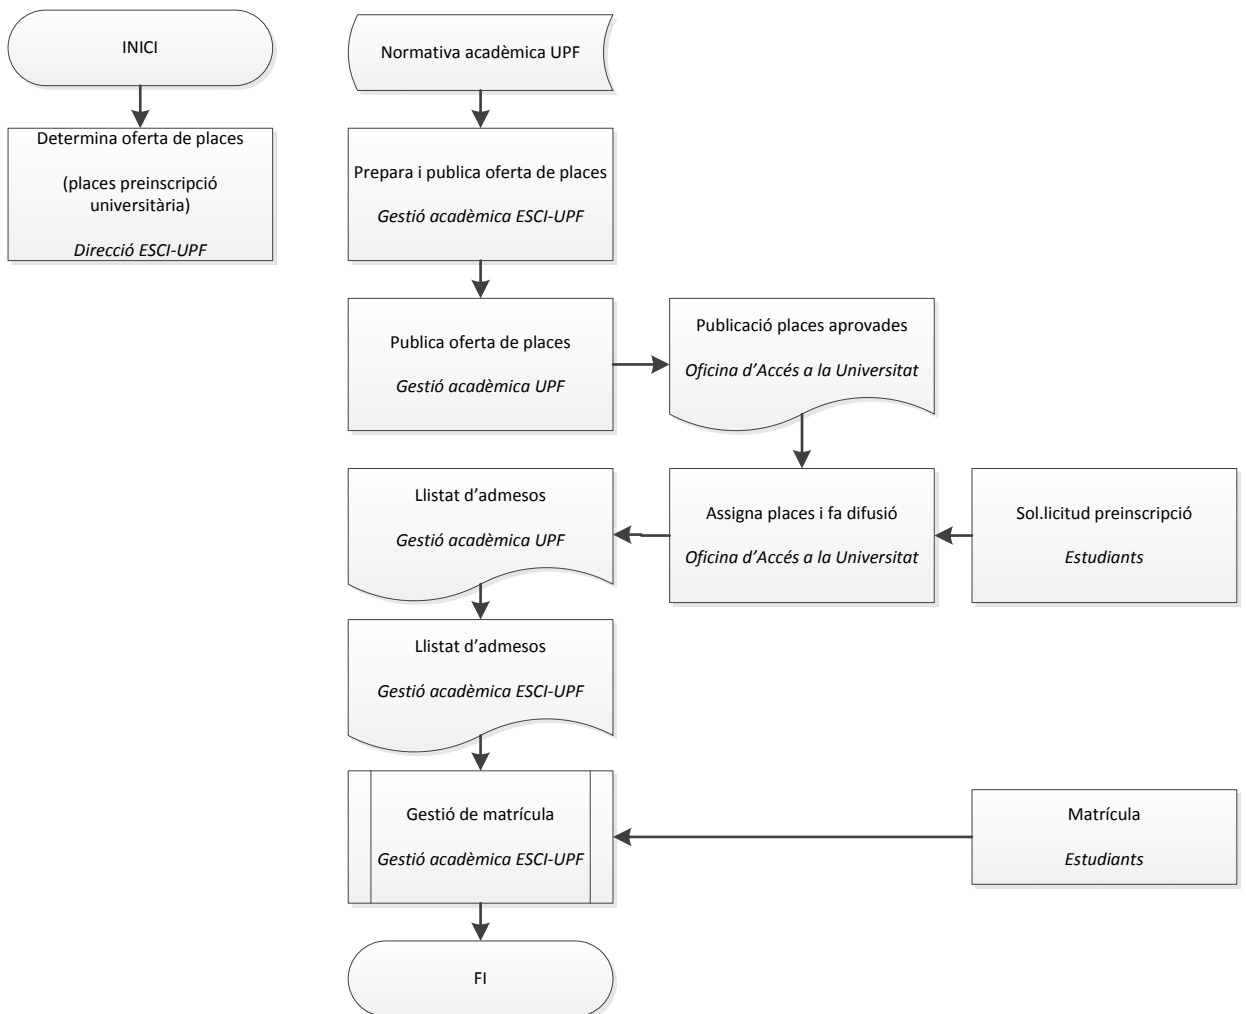 INICI
Normativa acadèmica UPF
Determina oferta de places
(places preinscripció
universitària)
Direcció ESCI-UPF
Prepara i publica oferta de places
Gestió acadèmica ESCI-UPF
Publica oferta de places
Gestió acadèmica UPF
Publicació places aprovades
Oficina d’Accés a la Universitat
Llistat d’admesos
Gestió acadèmica UPF
Assigna places i fa difusió
Oficina d’Accés a la Universitat
Sol.licitud preinscripció
Estudiants
Llistat d’admesos
Gestió acadèmica ESCI-UPF
Gestió de matrícula
Gestió acadèmica ESCI-UPF
Matrícula
Estudiants
FI